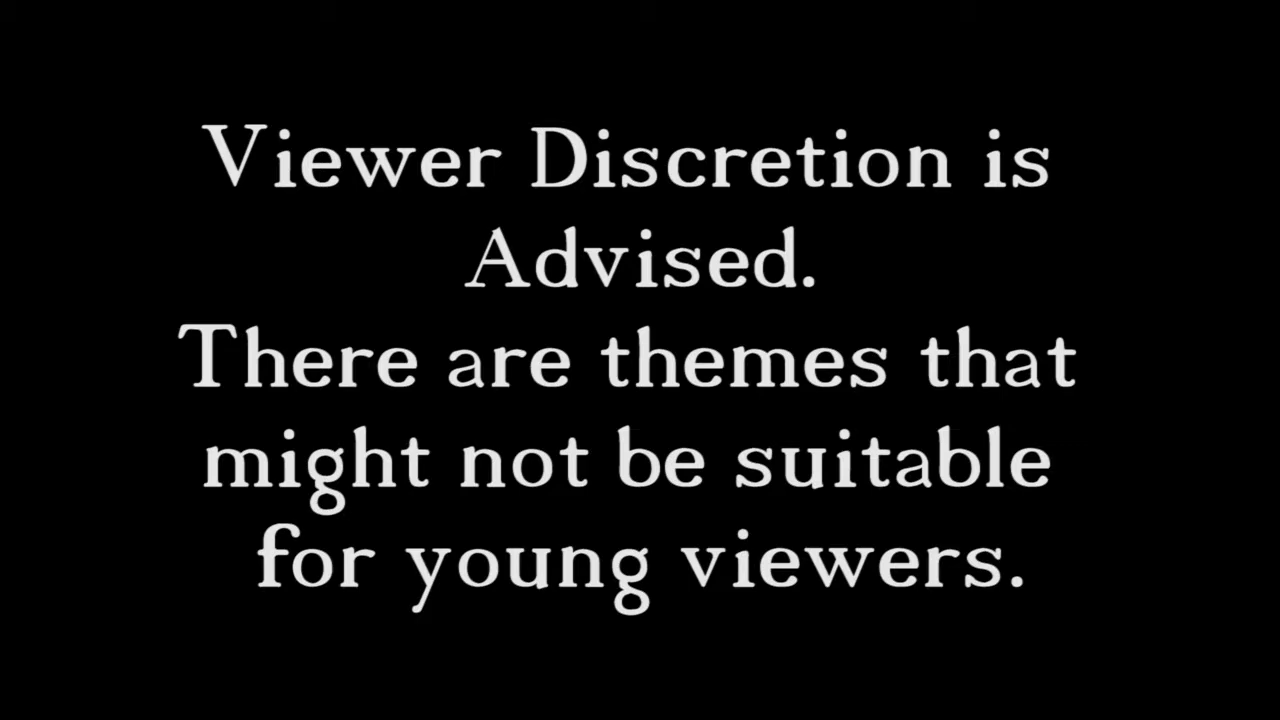 Viewer Discretion is
Advised.
There are themes that
might not be suitable
for young viewers.